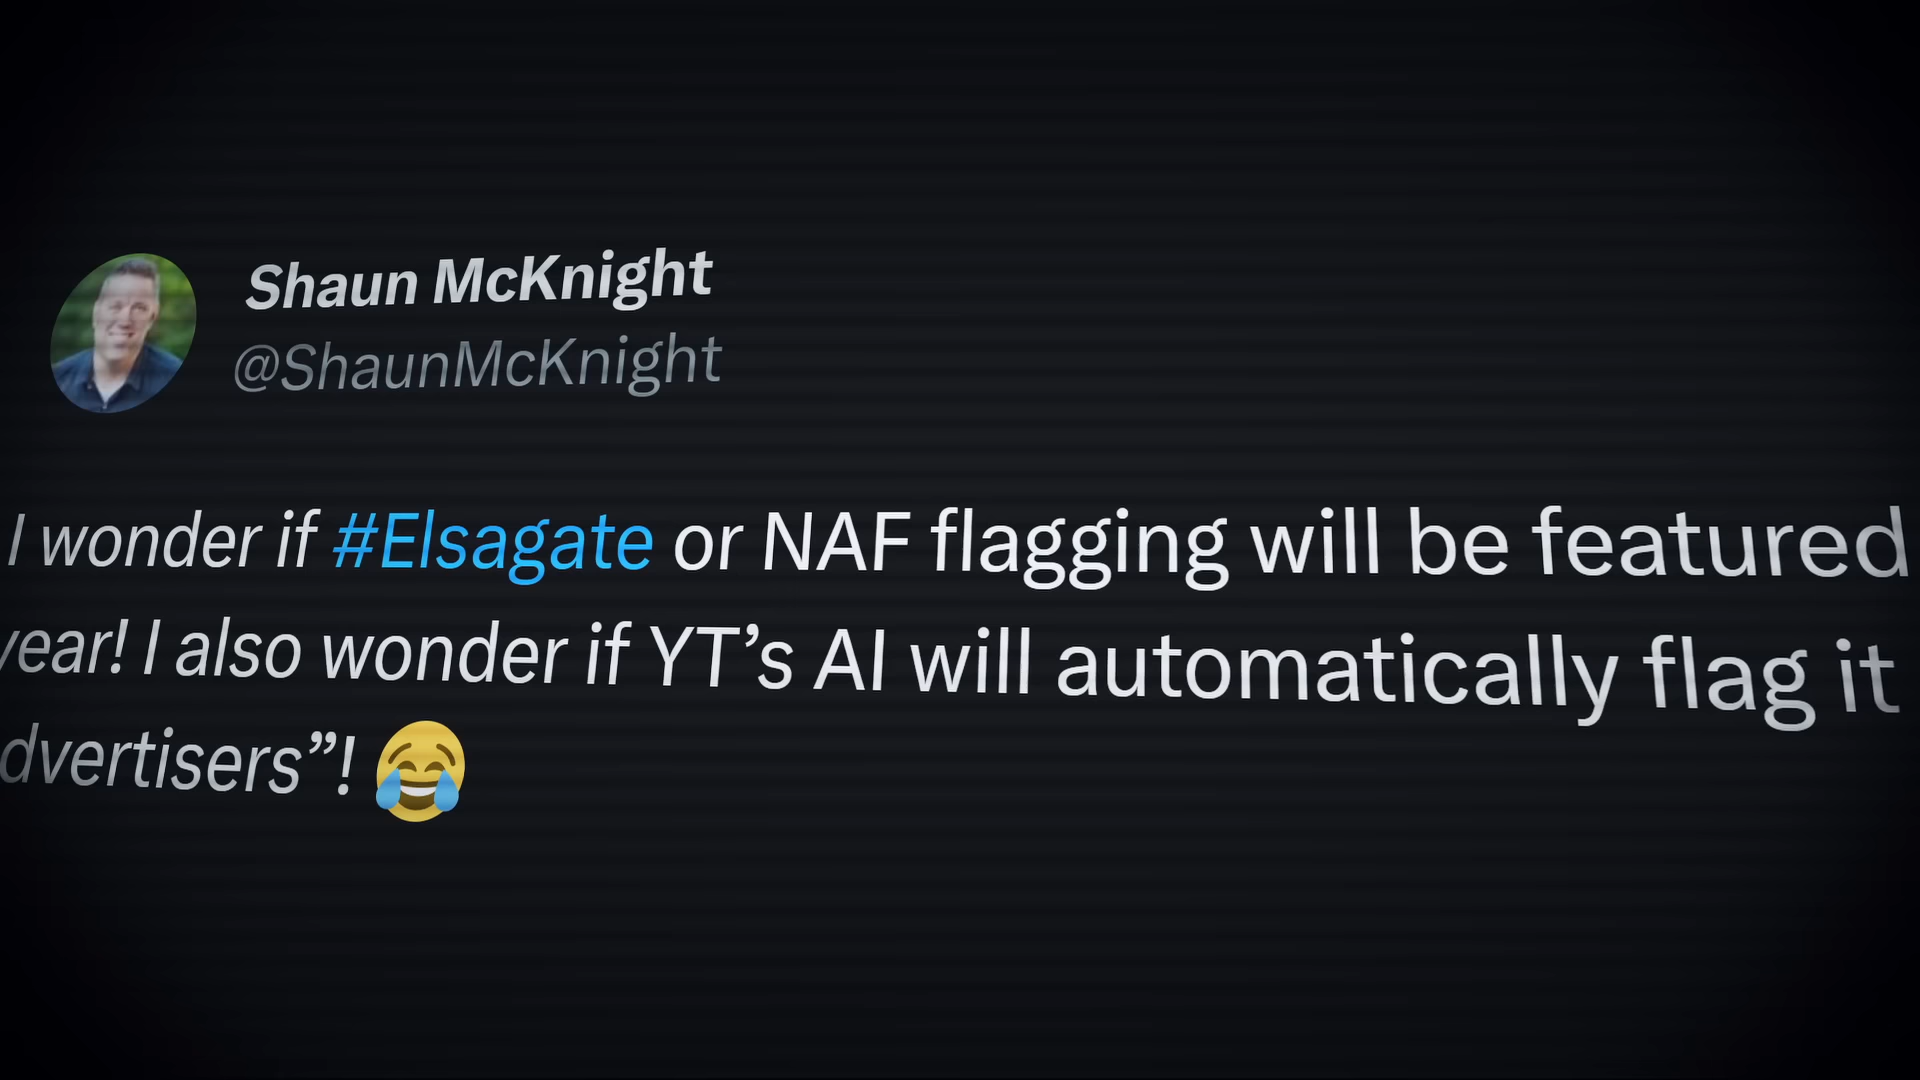 Shaun McKnight
@ShaunMcKnight
I wonder if #Elsagate or NAF flagging will be featured
year! I also wonder if YT’s AI will automatically flag it
dvertisers”! 😂